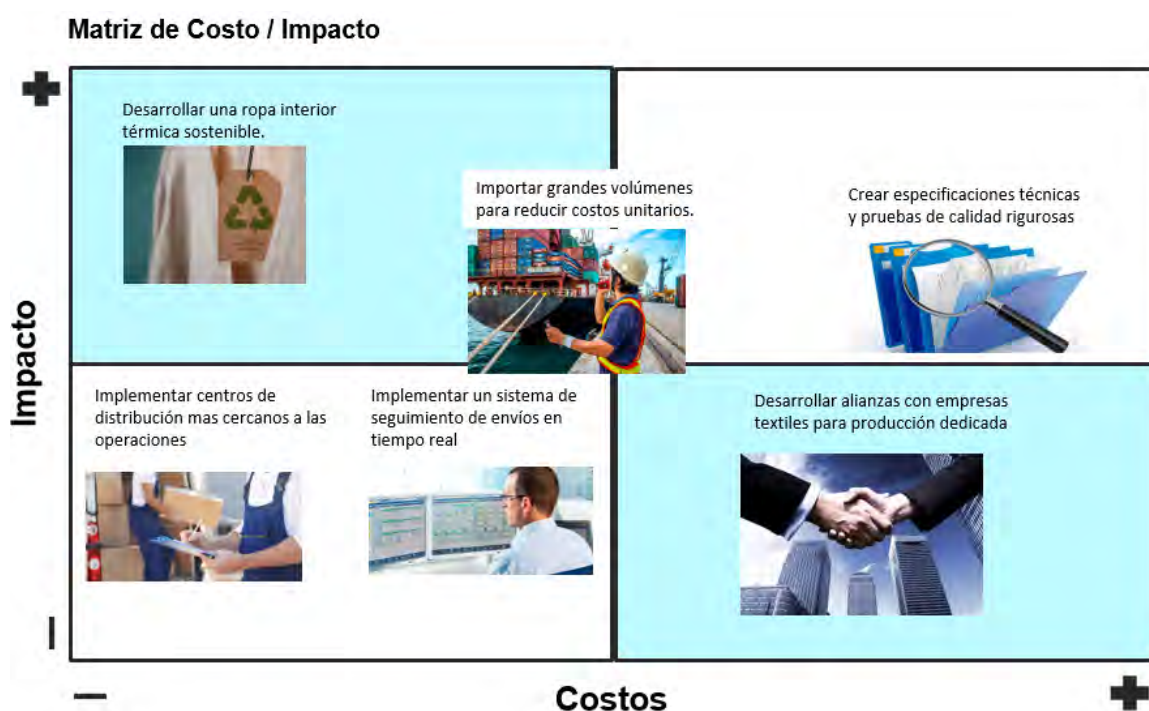 Matriz de Costo / Impacto
Desarrollar una ropa interior
térmica sostenible.
Importar grandes volúmenes
para reducir costos unitarios.
Crear especificaciones técnicas
y pruebas de calidad rigurosas
Impacto
Implementar centros de
distribución mas cercanos a las
operaciones
Implementar un sistema de
seguimiento de envíos en
tiempo real
Desarrollar alianzas con empresas
textiles para producción dedicada
Costos